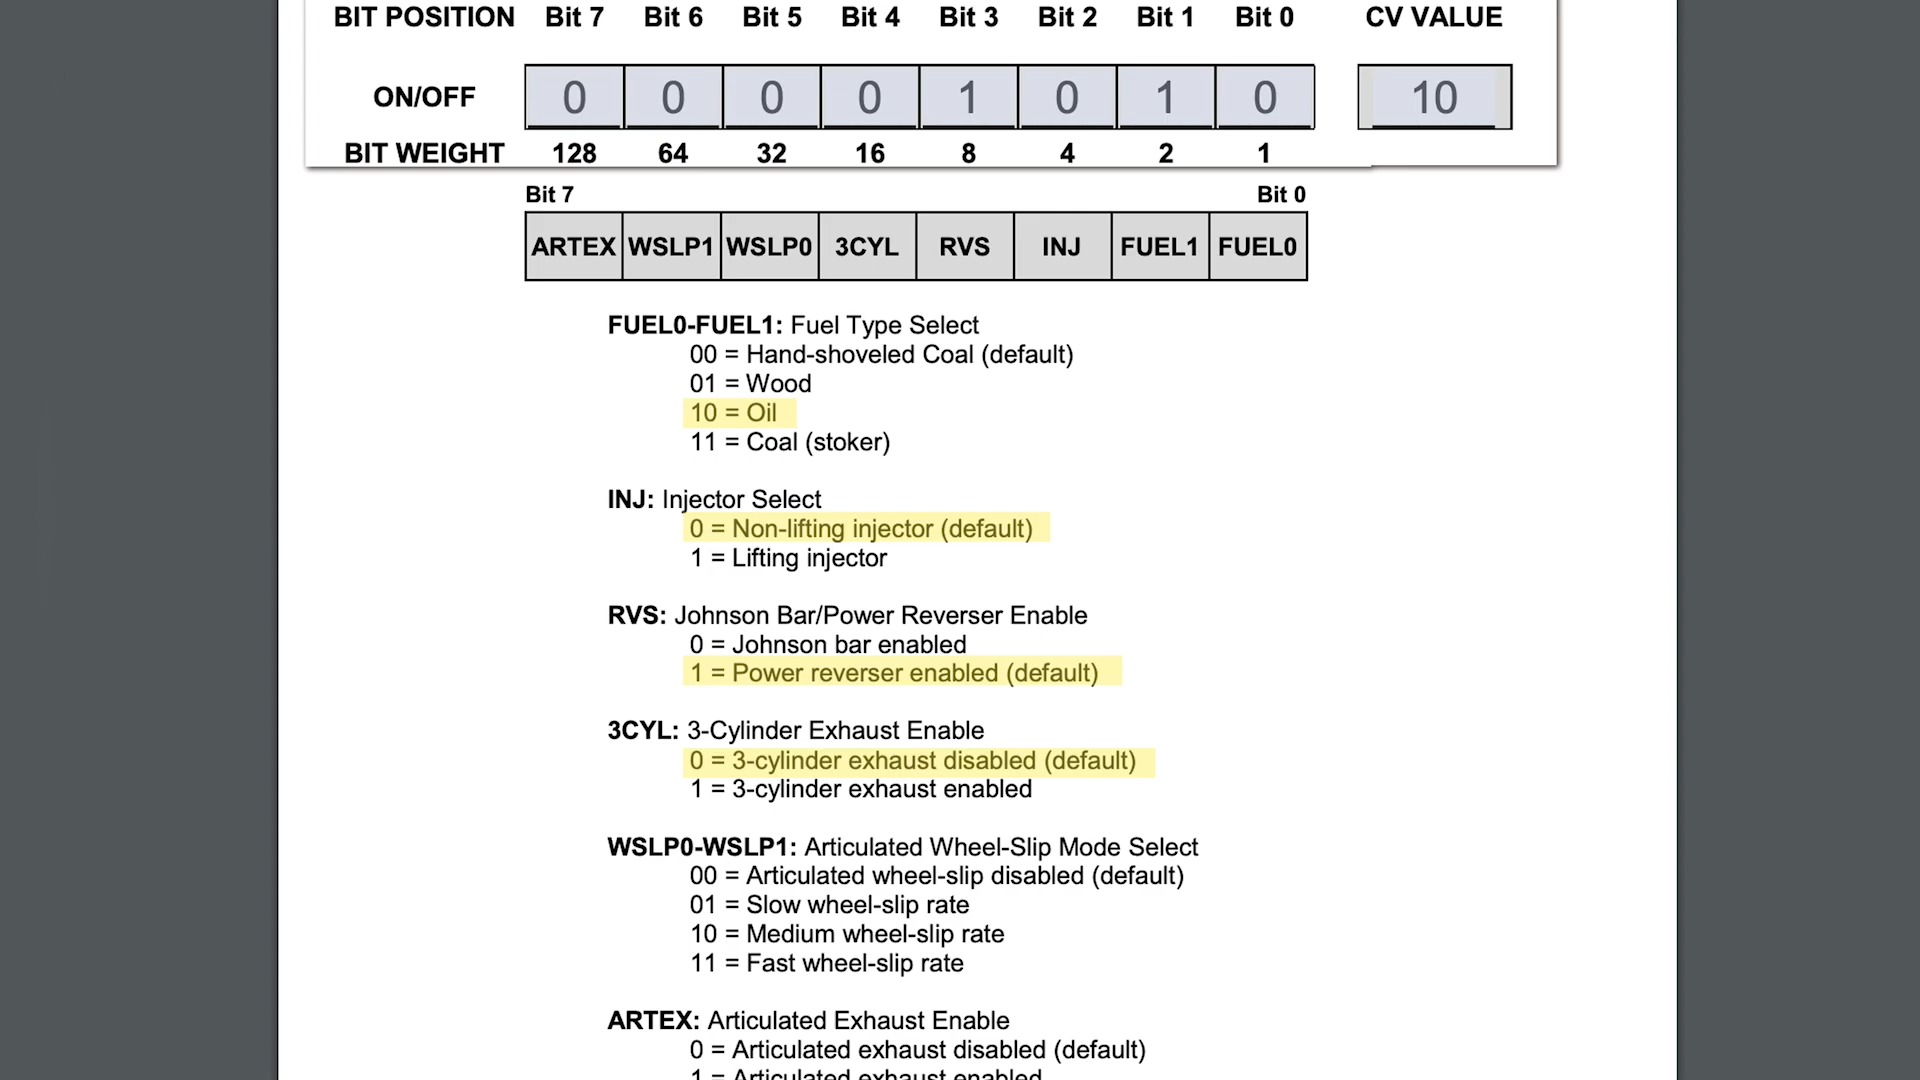 BIT POSITION Bit 7 Bit 6 Bit 5 Bit 4 Bit 3 Bit 2 Bit 1 Bit 0 CV VALUE
ON/OFF 0 0 0 0 1 0 1 0 10
BIT WEIGHT 128 64 32 16 8 4 2 1
Bit 7 Bit 0
ARTEX WSLP1 WSLP0 3CYL RVS INJ FUEL1 FUEL0
FUEL0-FUEL1: Fuel Type Select
00 = Hand-shoveled Coal (default)
01 = Wood
10 = Oil
11 = Coal (stoker)
INJ: Injector Select
0 = Non-lifting injector (default)
1 = Lifting injector
RVS: Johnson Bar/Power Reverser Enable
0 = Johnson bar enabled
1 = Power reverser enabled (default)
3CYL: 3-Cylinder Exhaust Enable
0 = 3-cylinder exhaust disabled (default)
1 = 3-cylinder exhaust enabled
WSLP0-WSLP1: Articulated Wheel-Slip Mode Select
00 = Articulated wheel-slip disabled (default)
01 = Slow wheel-slip rate
10 = Medium wheel-slip rate
11 = Fast wheel-slip rate
ARTEX: Articulated Exhaust Enable
0 = Articulated exhaust disabled (default)
1 = Articulated exhaust enabled